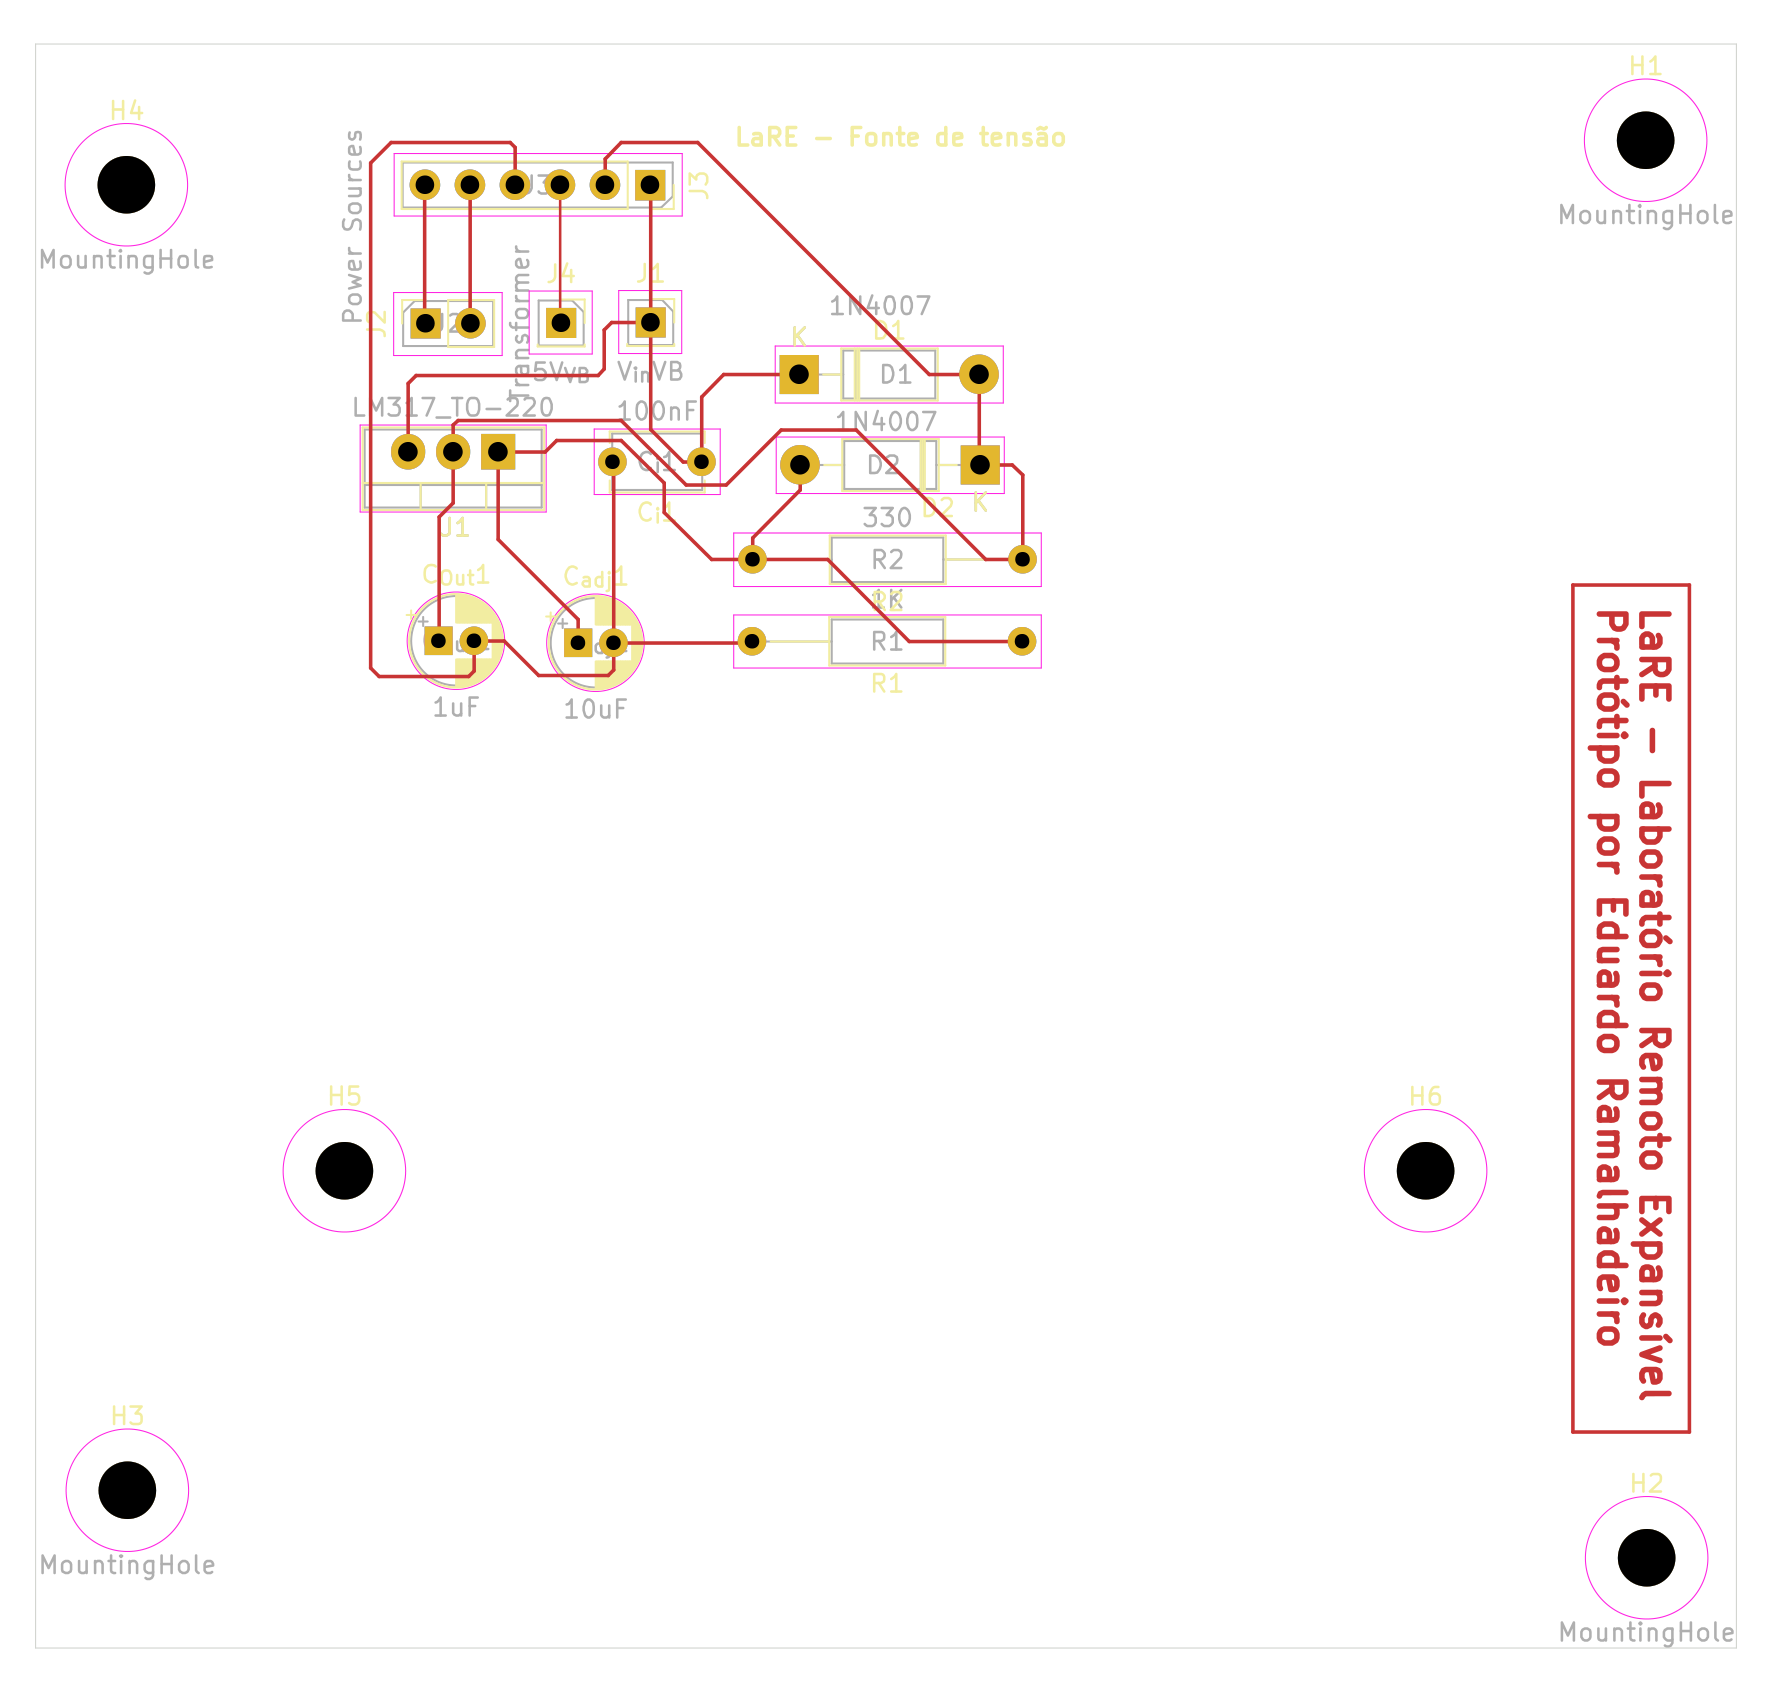 H1
H4
LaRE - Fonte de tensão
Power Sources
J3
J3
MountingHole
MountingHole
Transformer
J4
J1
J2
J2
1N4007
D1
K
D1
5VVB
VinVB
LM317_TO-220
100nF
1N4007
Ci1
D2
D2
K
Ci1
J1
330
R2
COut1
Cadj1
1K
R2
R1
R1
+
+
+
+
1uF
10uF
LaRE - Laboratório Remoto Expansível
Protótipo por Eduardo Ramalhadeiro
H5
H6
H3
H2
MountingHole
MountingHole